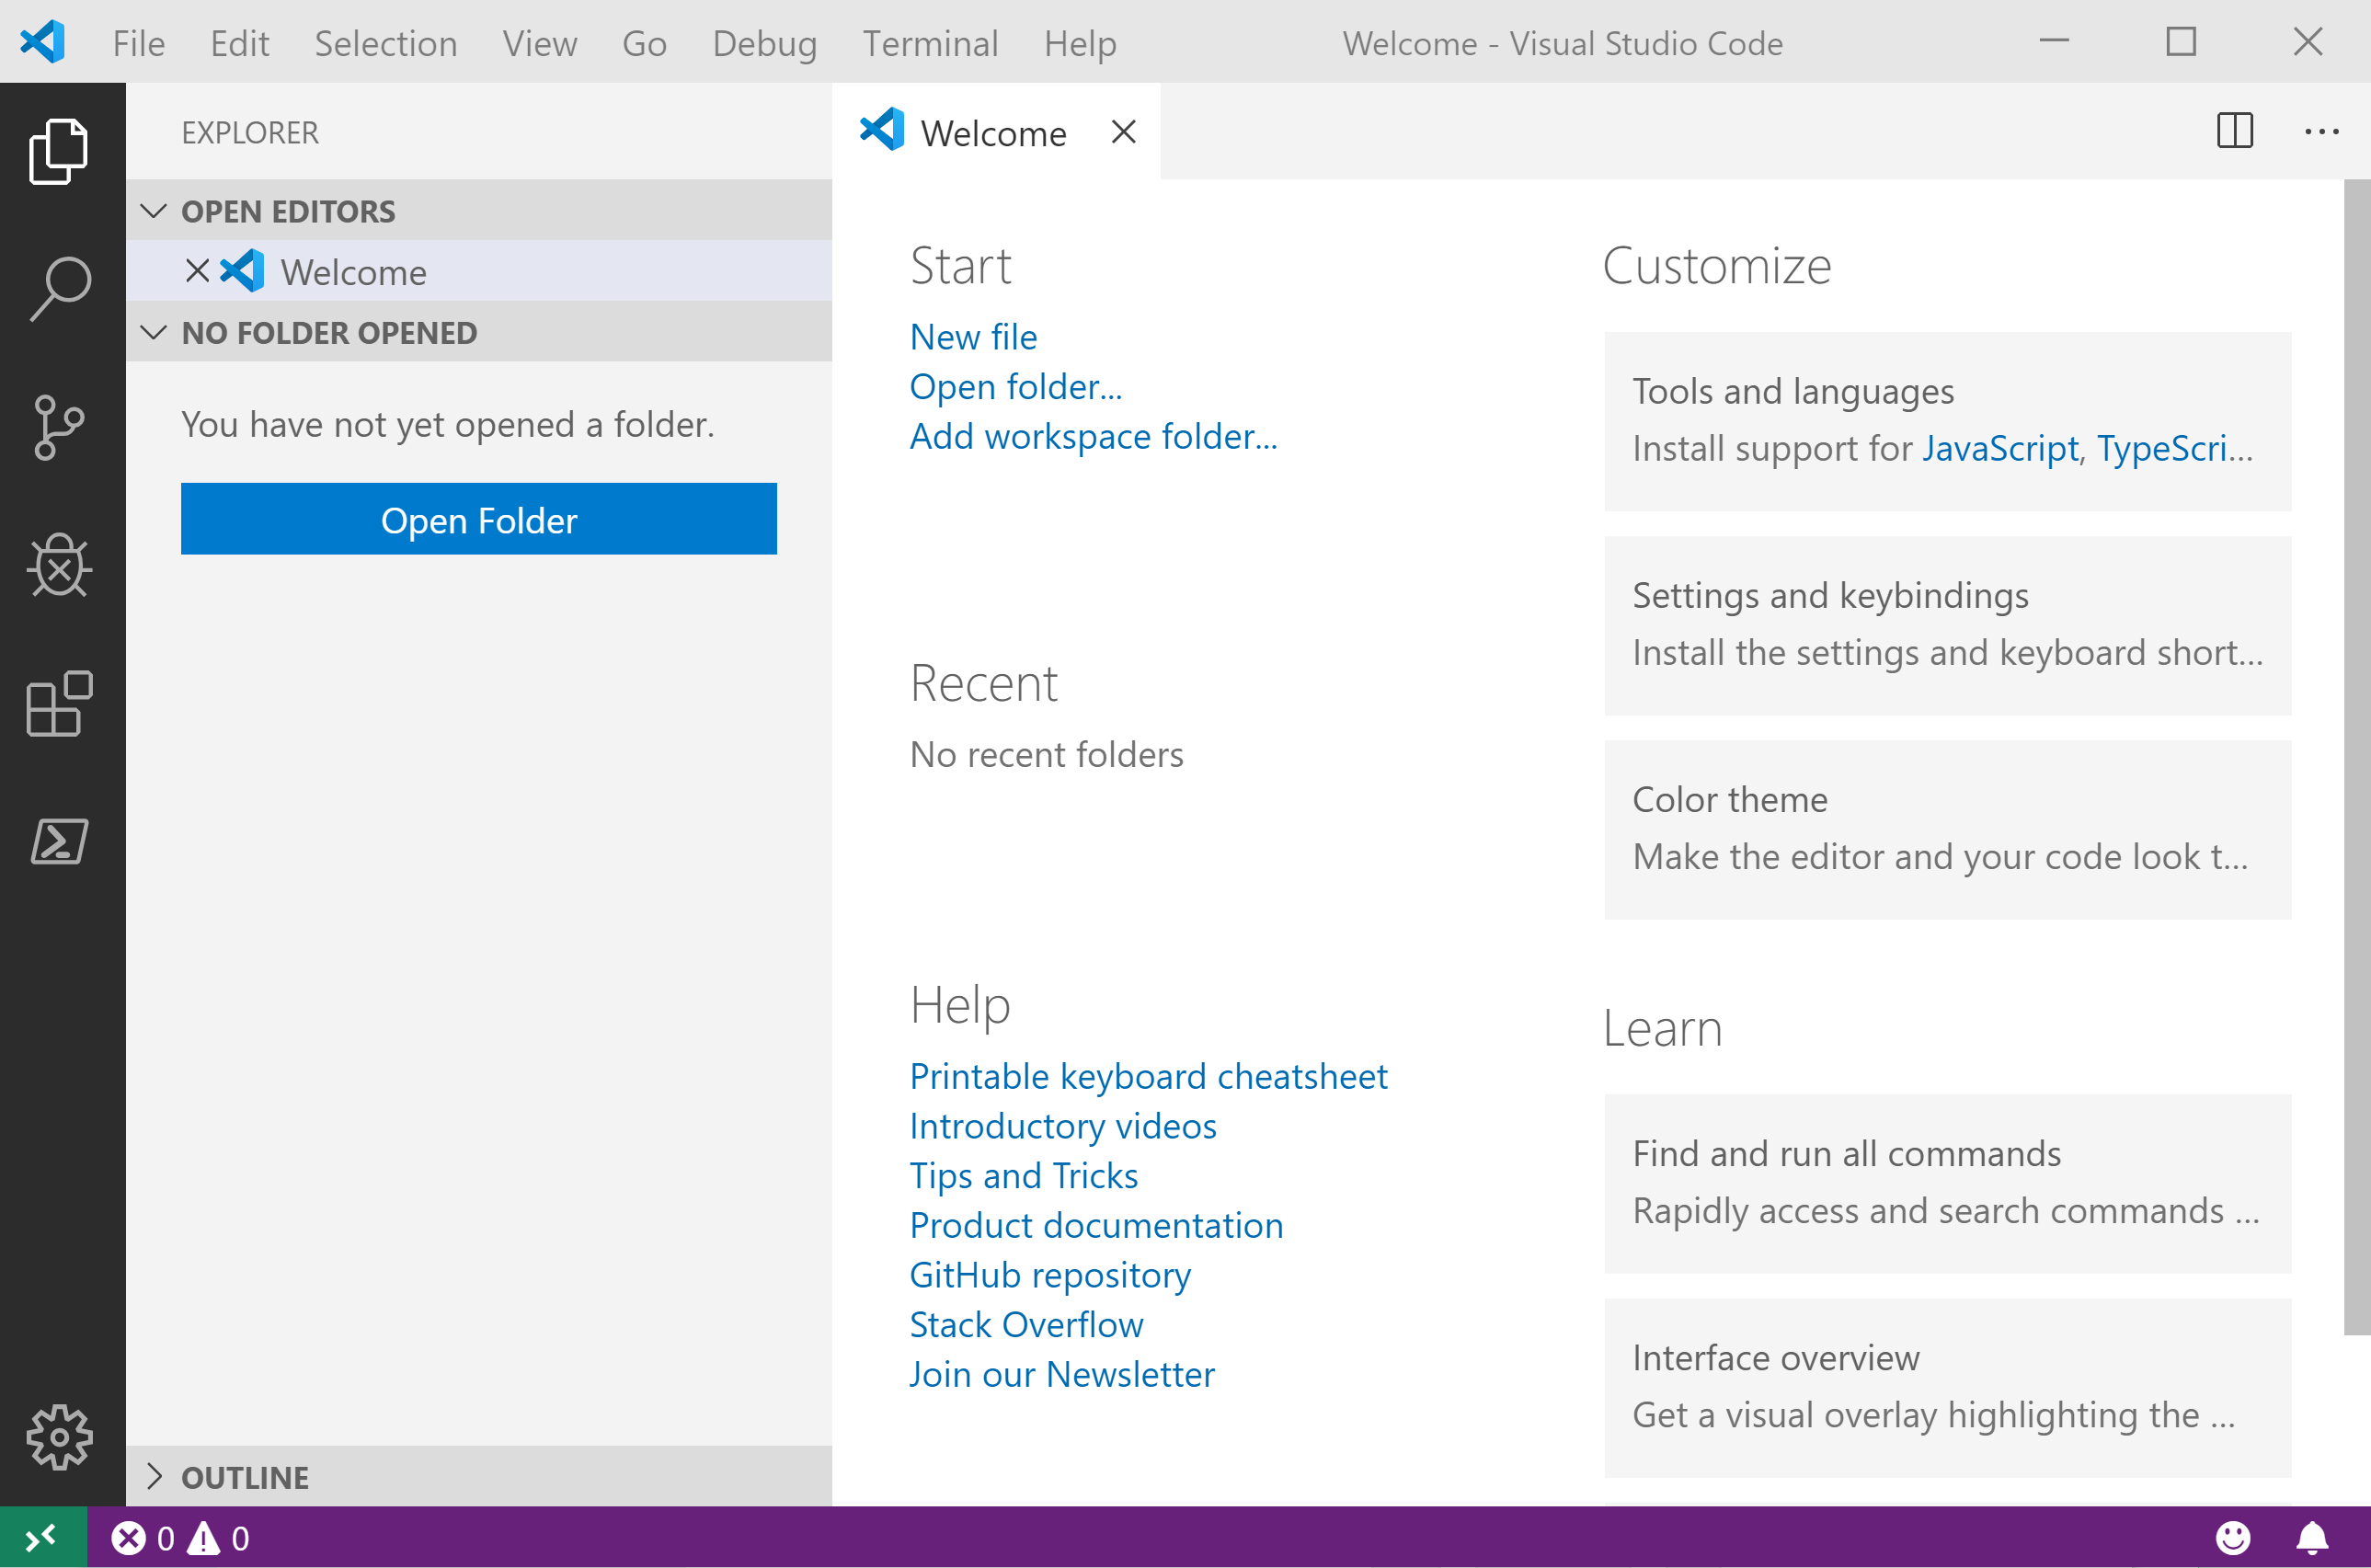 File Edit Selection View Go Debug Terminal Help Welcome - Visual Studio Code
EXPLORER
OPEN EDITORS
Welcome
NO FOLDER OPENED
You have not yet opened a folder.
Open Folder
OUTLINE
Welcome
Start
New file
Open folder...
Add workspace folder...
Recent
No recent folders
Help
Printable keyboard cheatsheet
Introductory videos
Tips and Tricks
Product documentation
GitHub repository
Stack Overflow
Join our Newsletter
Customize
Tools and languages
Install support for JavaScript, TypeScri...
Settings and keybindings
Install the settings and keyboard short...
Color theme
Make the editor and your code look t...
Learn
Find and run all commands
Rapidly access and search commands ...
Interface overview
Get a visual overlay highlighting the ...
0 0